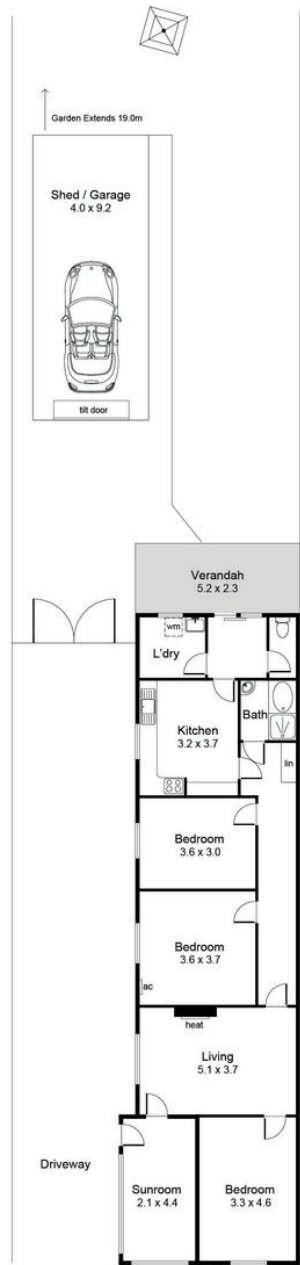 Garden Extends 19.0m
Shed / Garage
4.0 x 9.2
tilt door
Verandah
5.2 x 2.3
wm
L'dry
Kitchen
3.2 x 3.7
Bath
lin
Bedroom
3.6 x 3.0
Bedroom
3.6 x 3.7
ac
heat
Living
5.1 x 3.7
Driveway
Sunroom
2.1 x 4.4
Bedroom
3.3 x 4.6